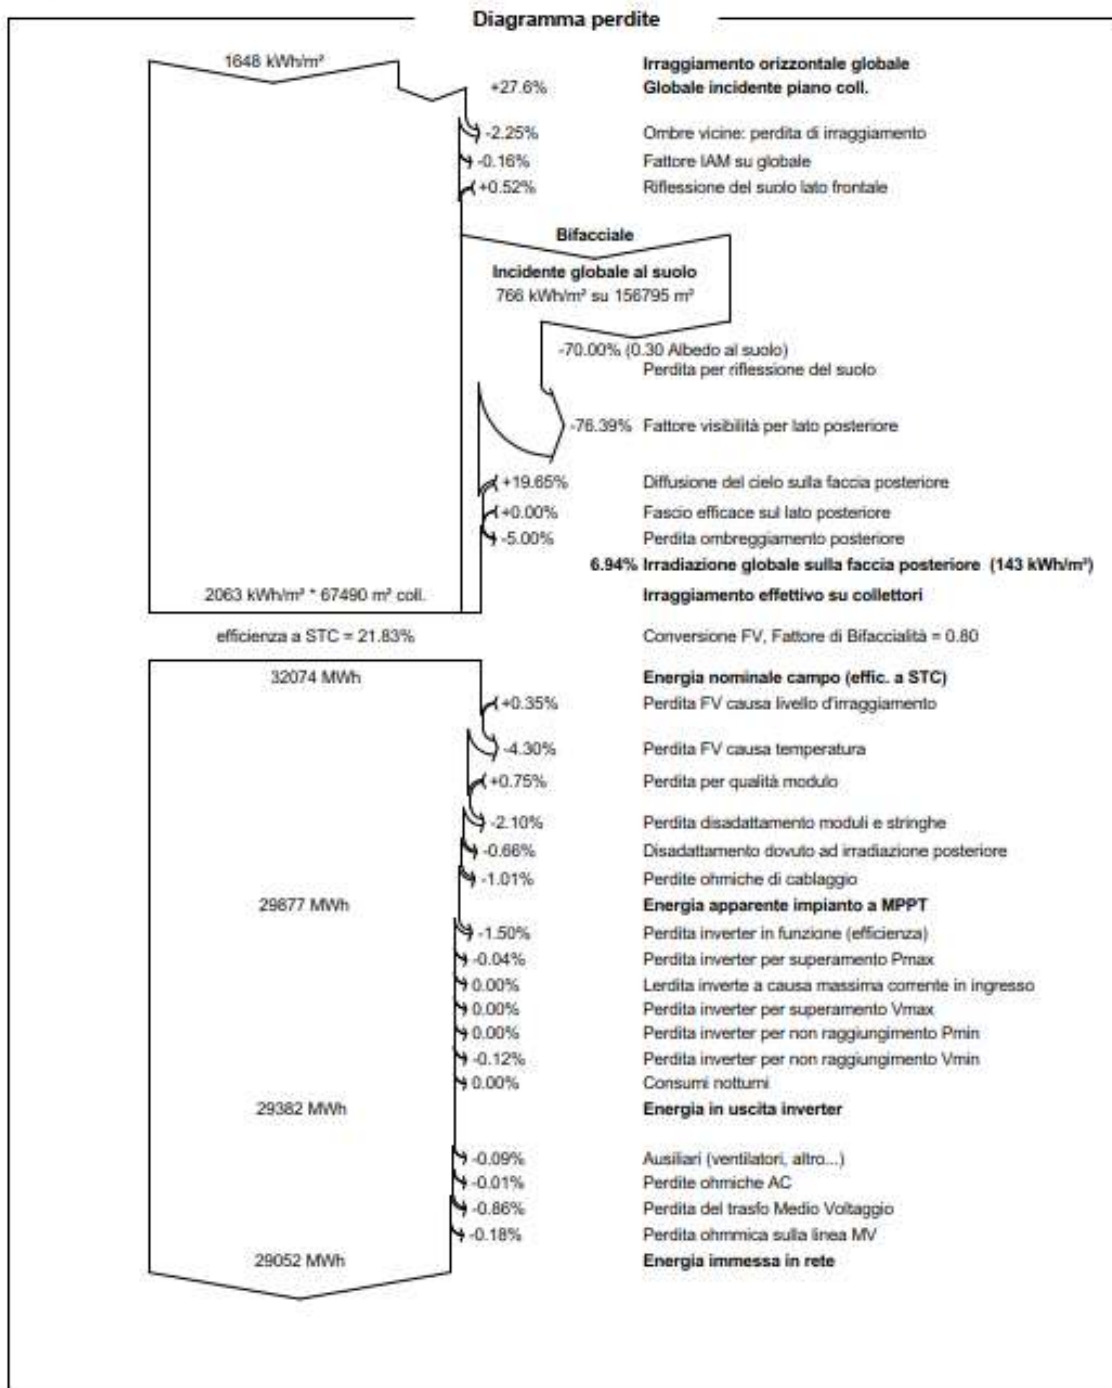 Diagramma perdite
1648 kWh/m² Irraggiamento orizzontale globale
+27.6% Globale incidente piano coll.
-2.25% Ombre vicine: perdita di irraggiamento
-0.16% Fattore IAM su globale
+0.52% Riflessione del suolo lato frontale
Bifacciale
Incidente globale al suolo
766 kWh/m² su 156795 m²
-70.00% (0.30 Albedo al suolo)
Perdita per riflessione del suolo
-76.39% Fattore visibilità per lato posteriore
+19.65% Diffusione del cielo sulla faccia posteriore
+0.00% Fascio efficace sul lato posteriore
-5.00% Perdita ombreggiamento posteriore
6.94% Irradiazione globale sulla faccia posteriore (143 kWh/m²)
2063 kWh/m² * 67490 m² coll. Irraggiamento effettivo su collettori
efficienza a STC = 21.83% Conversione FV, Fattore di Bifaccialità = 0.80
32074 MWh Energia nominale campo (effic. a STC)
+0.35% Perdita FV causa livello d'irraggiamento
-4.30% Perdita FV causa temperatura
+0.75% Perdita per qualità modulo
-2.10% Perdita disadattamento moduli e stringhe
-0.66% Disadattamento dovuto ad irradiazione posteriore
-1.01% Perdite ohmiche di cablaggio
29877 MWh Energia apparente impianto a MPPT
-1.50% Perdita inverter in funzione (efficienza)
-0.04% Perdita inverter per superamento Pmax
0.00% Lerdita inverte a causa massima corrente in ingresso
0.00% Perdita inverter per superamento Vmax
0.00% Perdita inverter per non raggiungimento Pmin
-0.12% Perdita inverter per non raggiungimento Vmin
0.00% Consumi notturni
29382 MWh Energia in uscita inverter
-0.09% Ausiliari (ventilatori, altro...)
-0.01% Perdite ohmiche AC
-0.86% Perdita del trasfo Medio Voltaggio
-0.18% Perdita ohmmica sulla linea MV
29052 MWh Energia immessa in rete